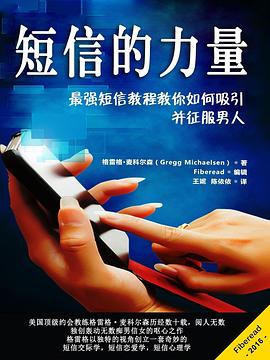 短信的力量
最强短信教程教你如何吸引
并征服男人
格雷格·麦科尔森（Gregg Michaelsen）◎ 著
Fiberead ◎ 编辑
王妮 陈依依 ◎ 译
美国顶级约会教练格雷格·麦科尔森历经数十载，阅人无数
独创轰动无数痴男信女的呕心之作
格雷格以独特的视角创立一套奇妙的
短信交际学，短信恋爱学，短信心理学
Fiberead
- 2016